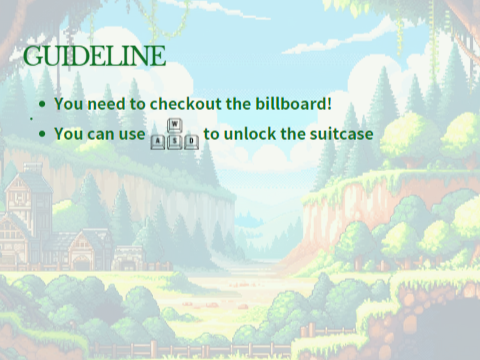 GUIDELINE
• You need to checkout the billboard!
• You can use W A S D to unlock the suitcase